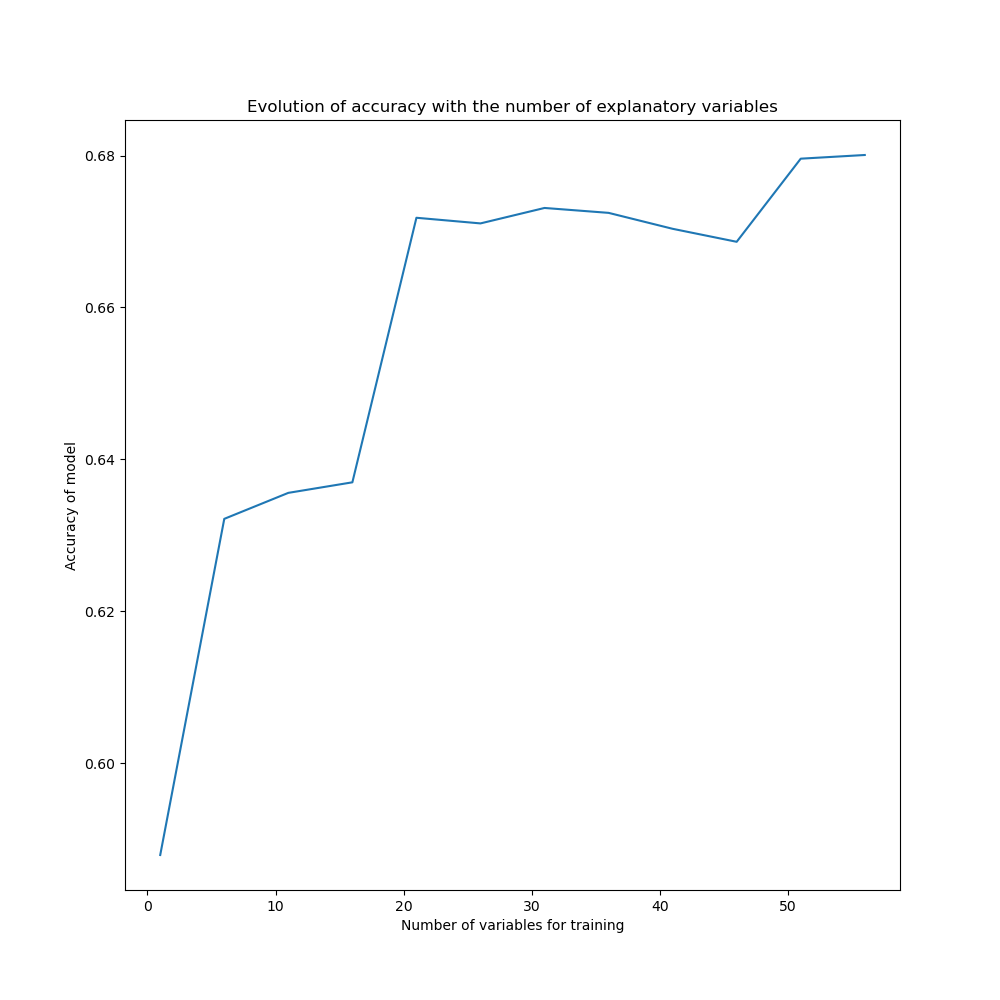 Evolution of accuracy with the number of explanatory variables
0.68
0.66
0.64
0.62
0.60
Accuracy of model
0 10 20 30 40 50
Number of variables for training